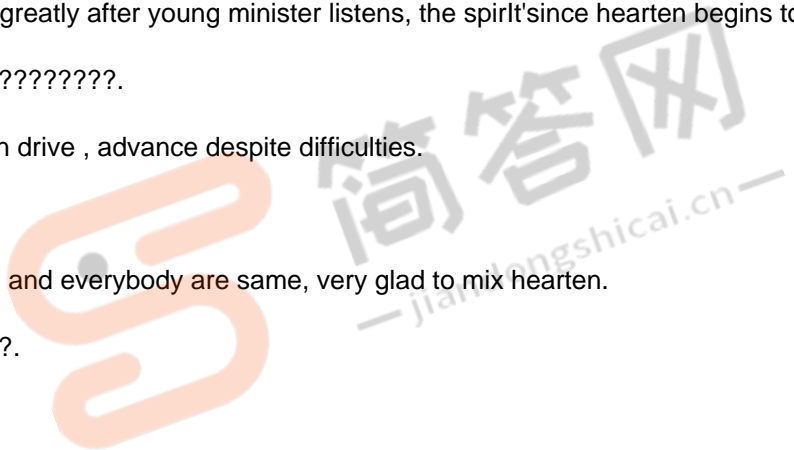 greatly after young minister listens, the spirIt'since hearten begins to
?????????.
n drive , advance despite difficulties.
简答网
jiandongshicai.cn
and everybody are same, very glad to mix hearten.
?.